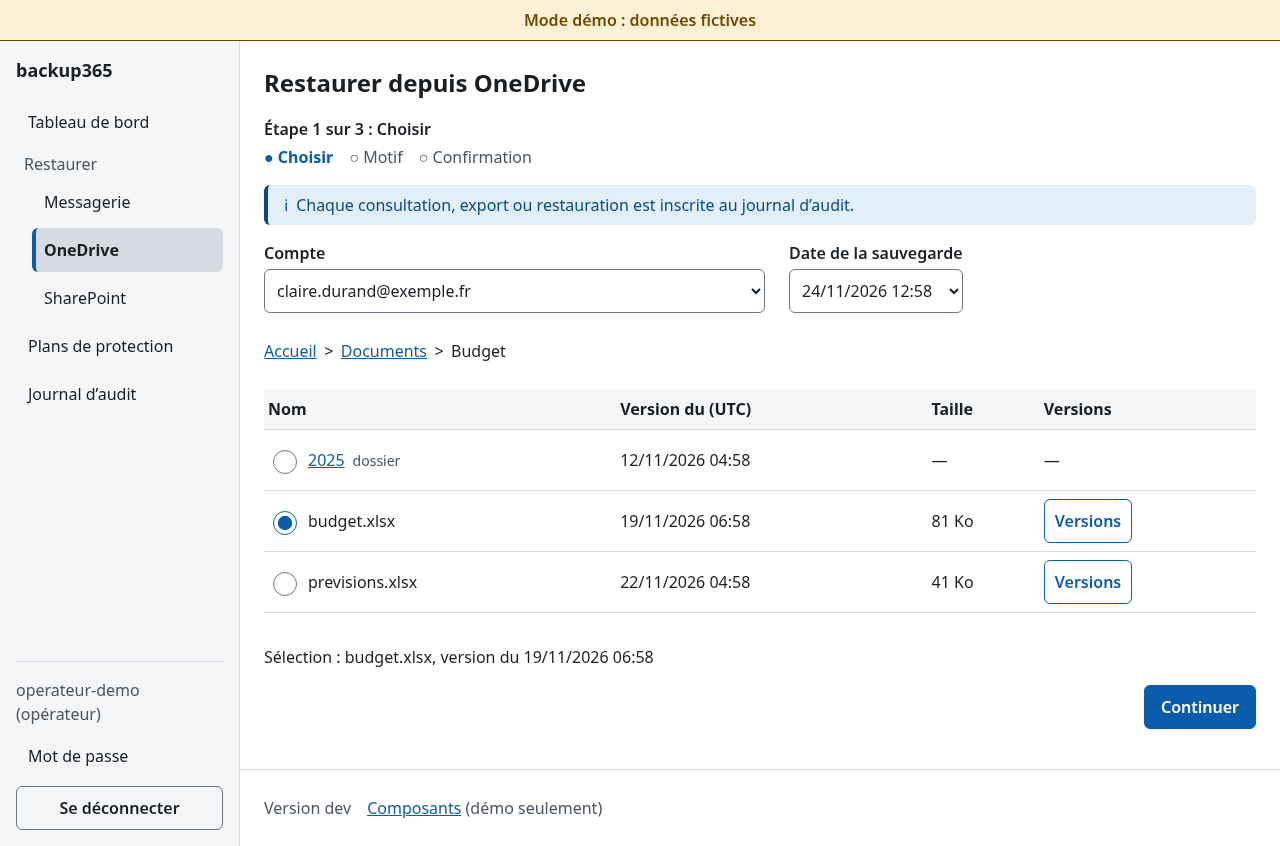 Mode démo : données fictives
backup365
Tableau de bord
Restaurer
Messagerie
OneDrive
SharePoint
Plans de protection
Journal d’audit
operateur-demo
(opérateur)
Mot de passe
Se déconnecter
Restaurer depuis OneDrive
Étape 1 sur 3 : Choisir
● Choisir ○ Motif ○ Confirmation
i Chaque consultation, export ou restauration est inscrite au journal d’audit.
Compte Date de la sauvegarde
claire.durand@exemple.fr 24/11/2026 12:58
Accueil > Documents > Budget
Nom Version du (UTC) Taille Versions
2025 dossier 12/11/2026 04:58 — —
budget.xlsx 19/11/2026 06:58 81 Ko Versions
previsions.xlsx 22/11/2026 04:58 41 Ko Versions
Sélection : budget.xlsx, version du 19/11/2026 06:58
Continuer
Version dev Composants (démo seulement)